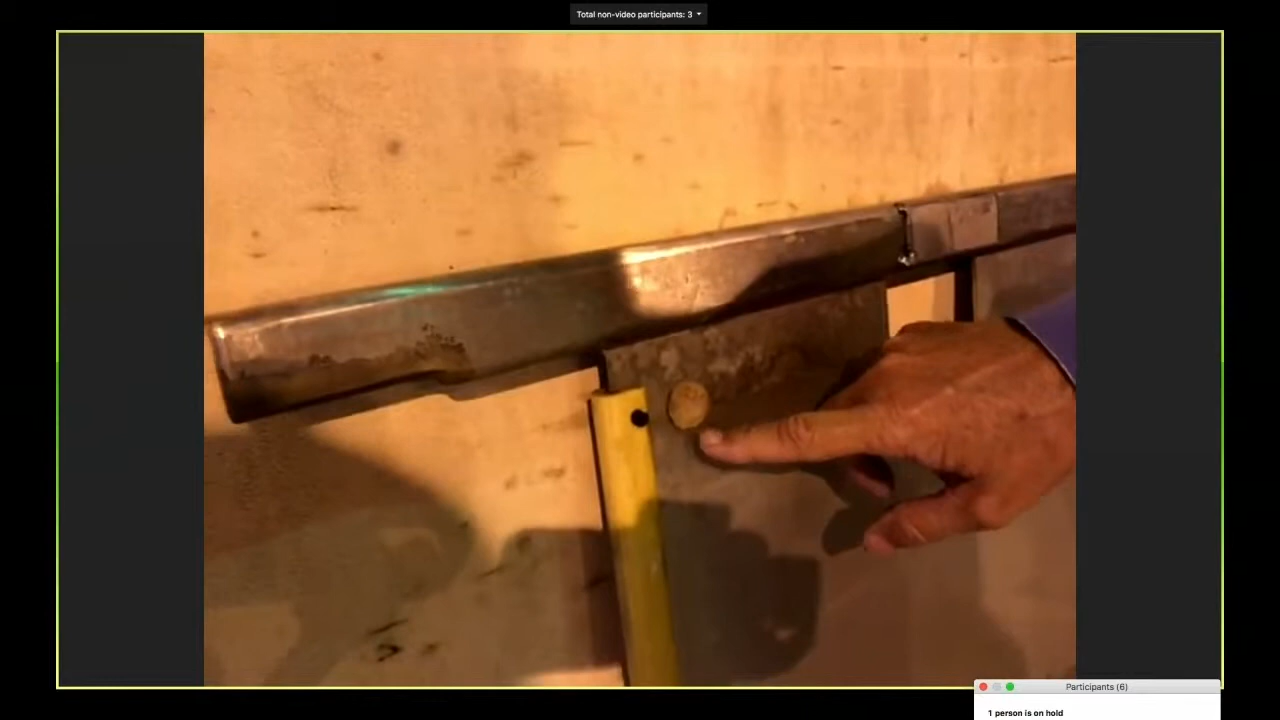 Total non-video participants: 3
Participants (6)
1 person is on hold